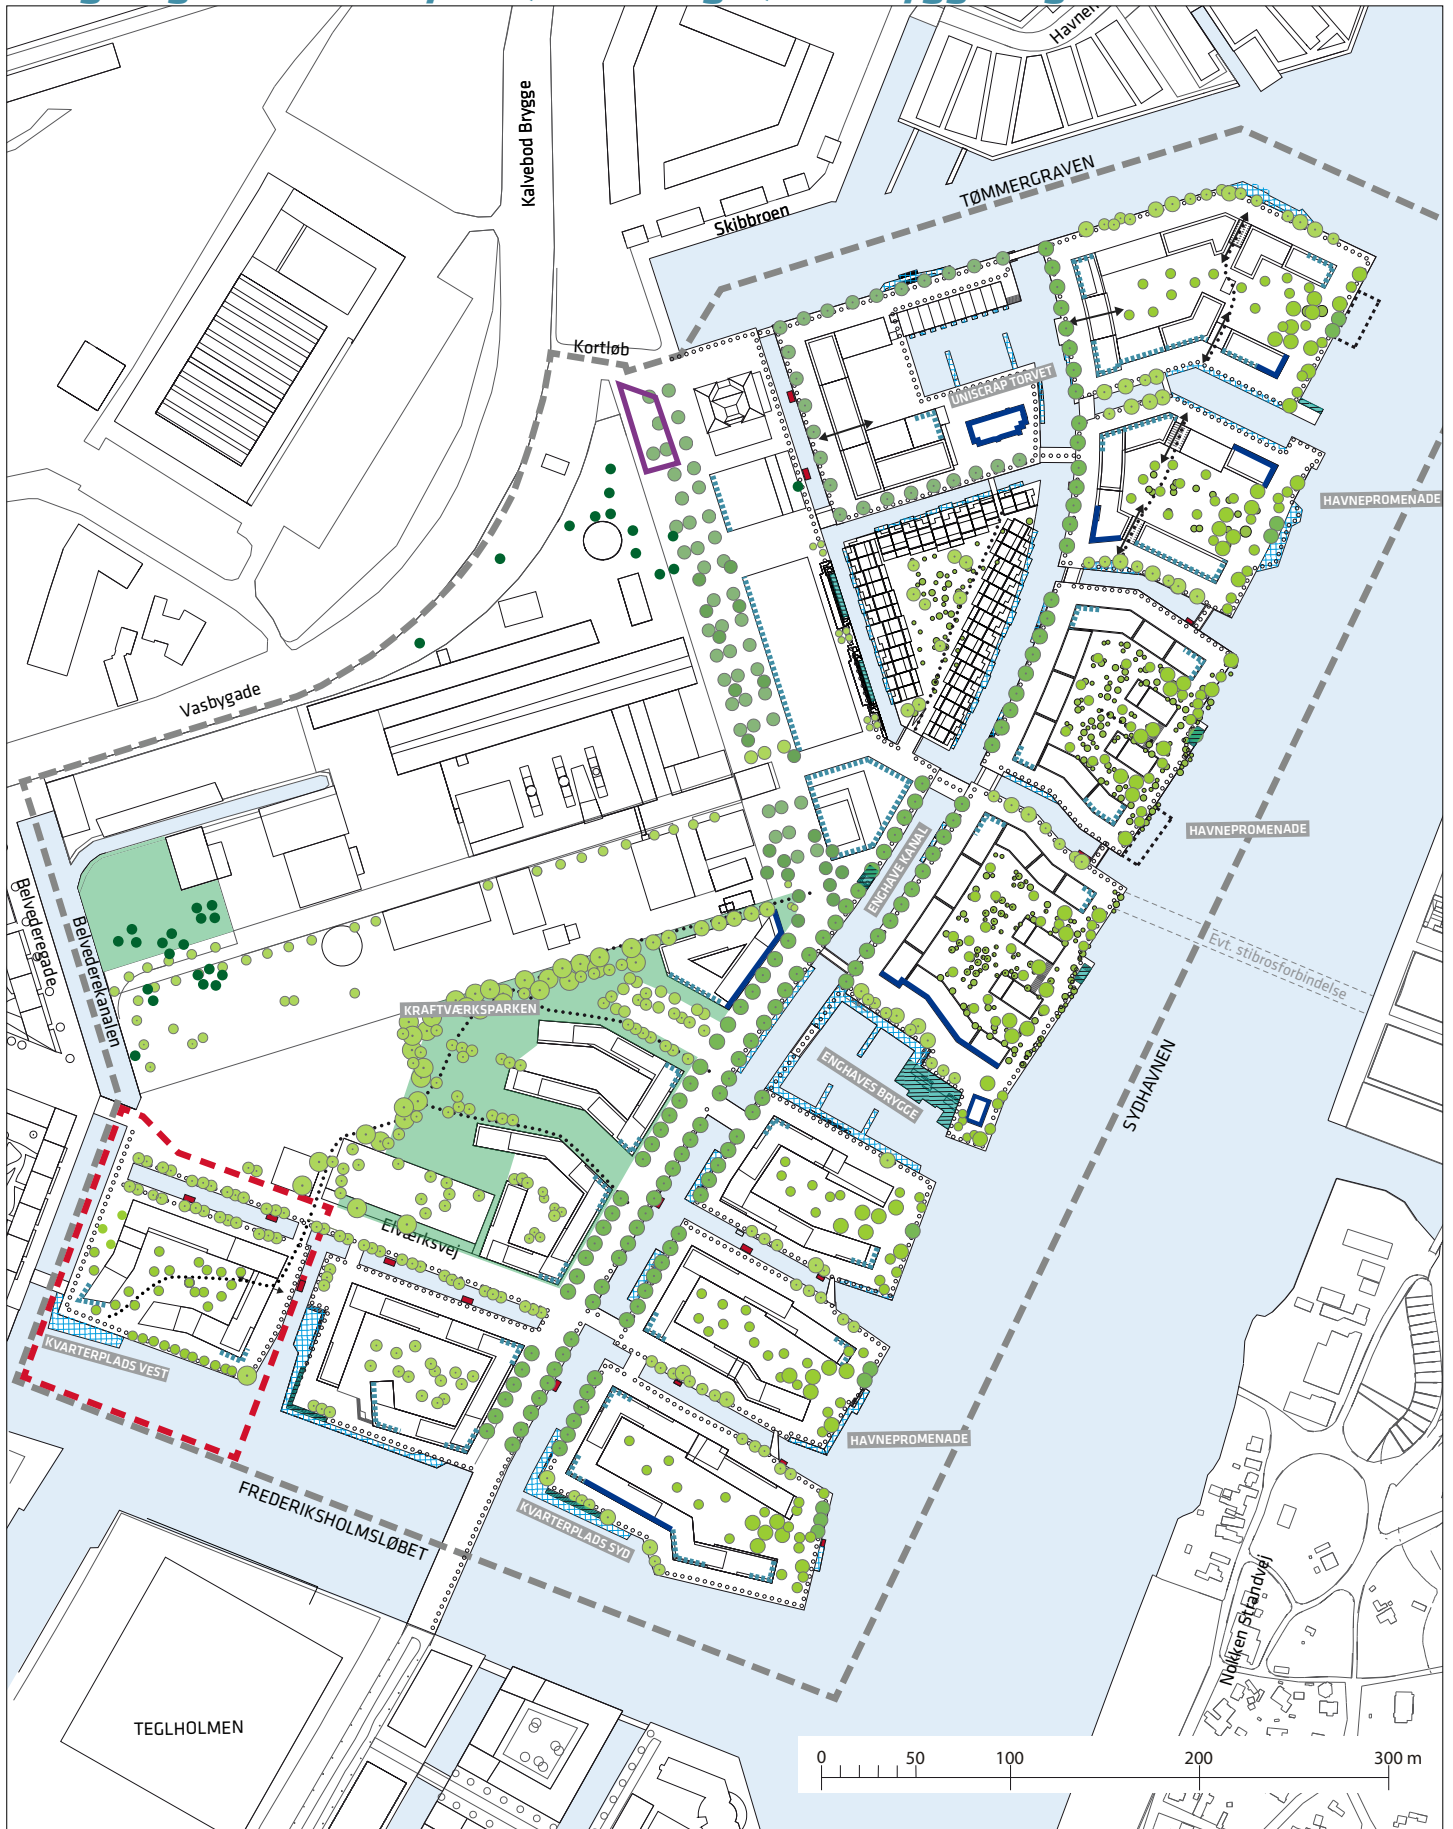 Havnen
Kalvebod Brygge
TØMMERGRAVEN
Skibbroen
Kortløb
UNISCRAP TORVET
HAVNEPROMENADE
Vasbygade
HAVNEPROMENADE
ENGHAVE KANAL
Belvederegade
Belvederekanalen
Evt. stibrosforbindelse
KRAFTVÆRKSPARKEN
ENGHAVES BRYGGE
SYDHAVNEN
Elværksvej
KVARTERPLADS VEST
HAVNEPROMENADE
FREDERIKSHOLMSLØBET
KVARTERPLADS SYD
Nokken Strandvej
TEGLHOLMEN
0 50 100 200 300 m